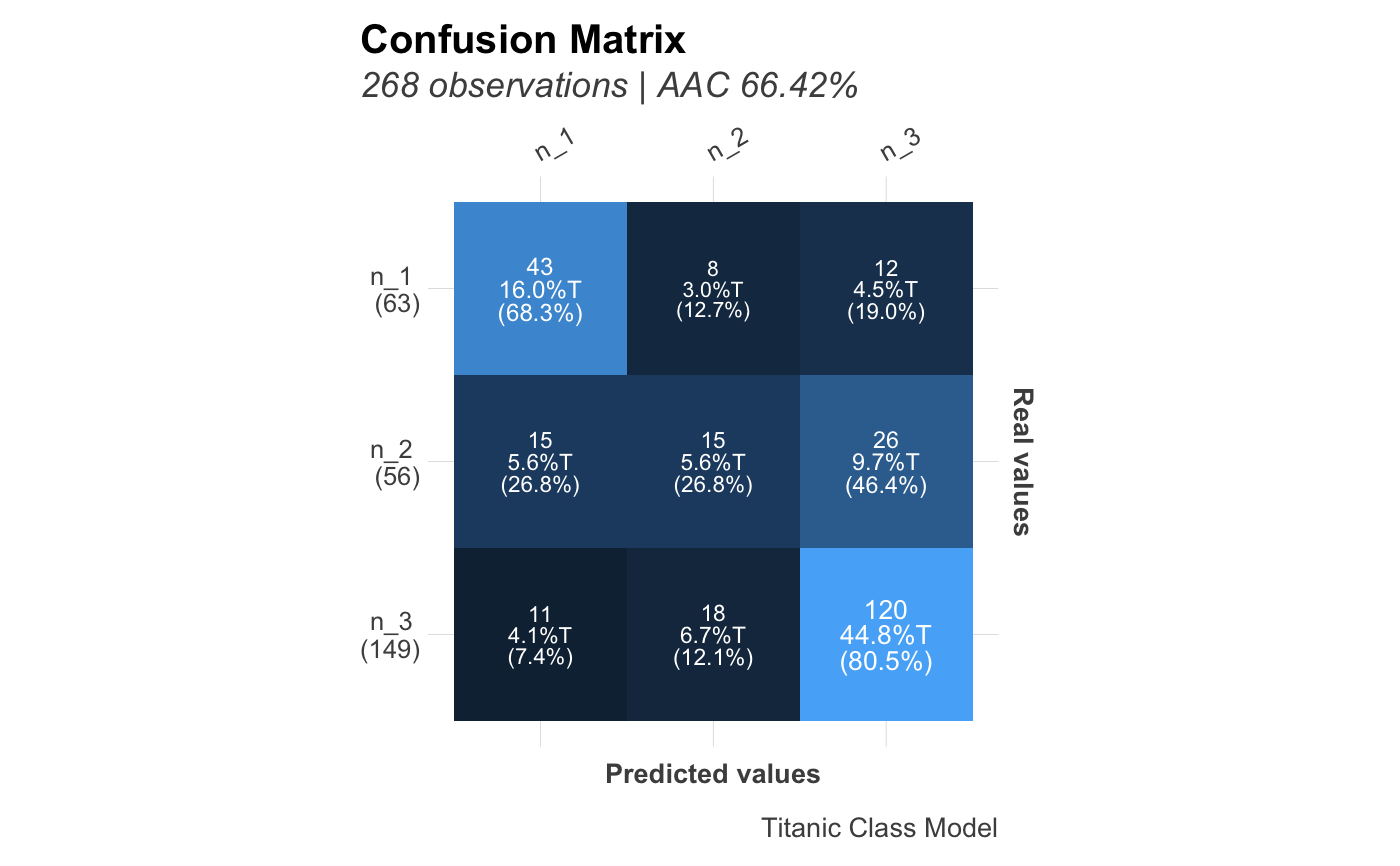 Confusion Matrix
268 observations | AAC 66.42%
n_1
n_2
n_3
n_1
(63)
43
16.0%T
(68.3%)
8
3.0%T
(12.7%)
12
4.5%T
(19.0%)
n_2
(56)
15
5.6%T
(26.8%)
15
5.6%T
(26.8%)
26
9.7%T
(46.4%)
n_3
(149)
11
4.1%T
(7.4%)
18
6.7%T
(12.1%)
120
44.8%T
(80.5%)
Real values
Predicted values
Titanic Class Model